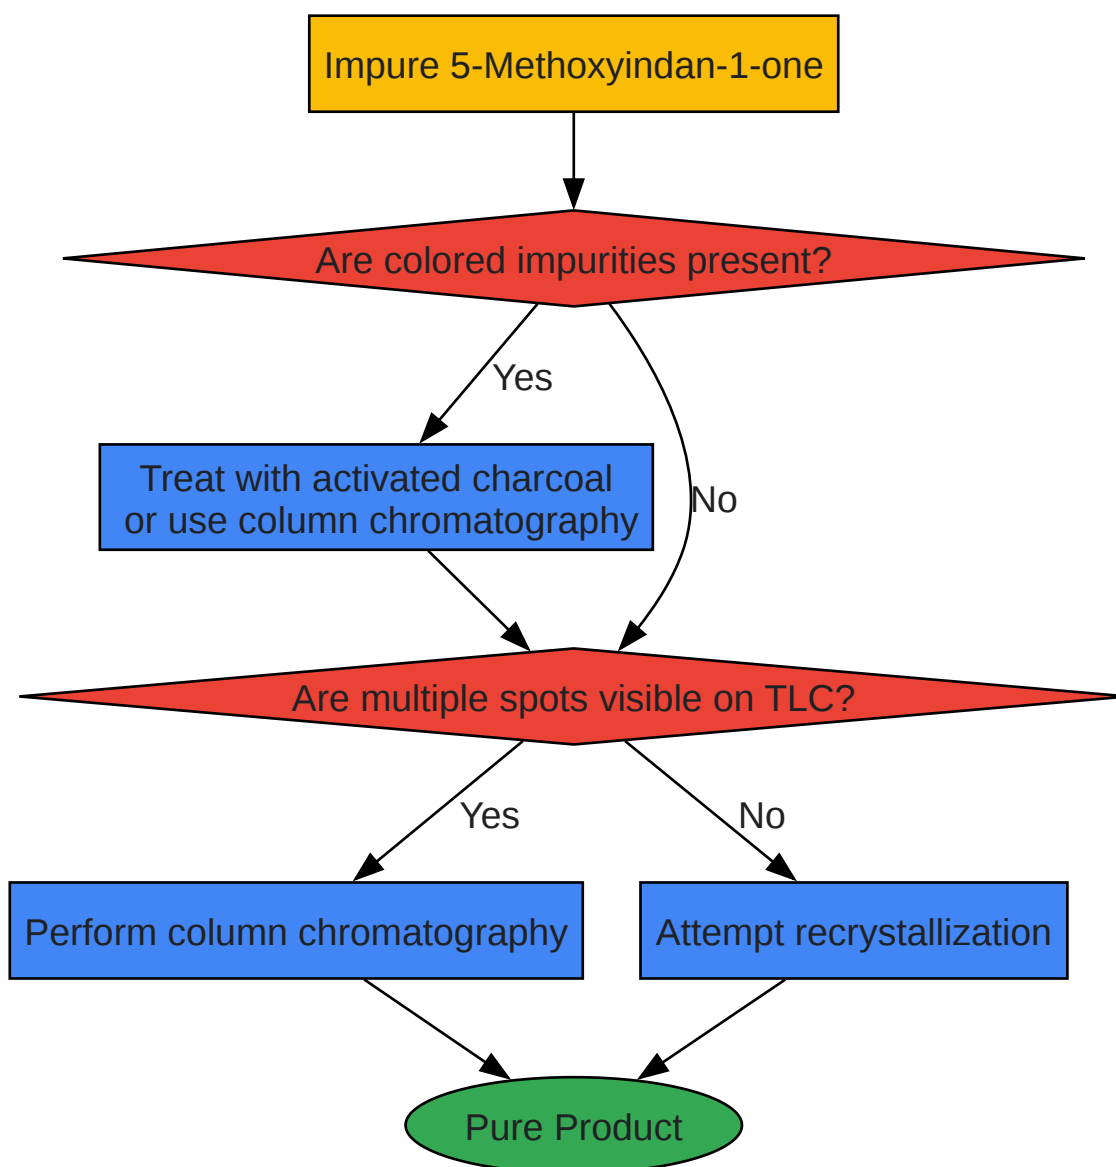 Impure 5-Methoxyindan-1-one
Are colored impurities present?
Yes
Treat with activated charcoal
or use column chromatography
No
Are multiple spots visible on TLC?
Yes
No
Perform column chromatography
Attempt recrystallization
Pure Product